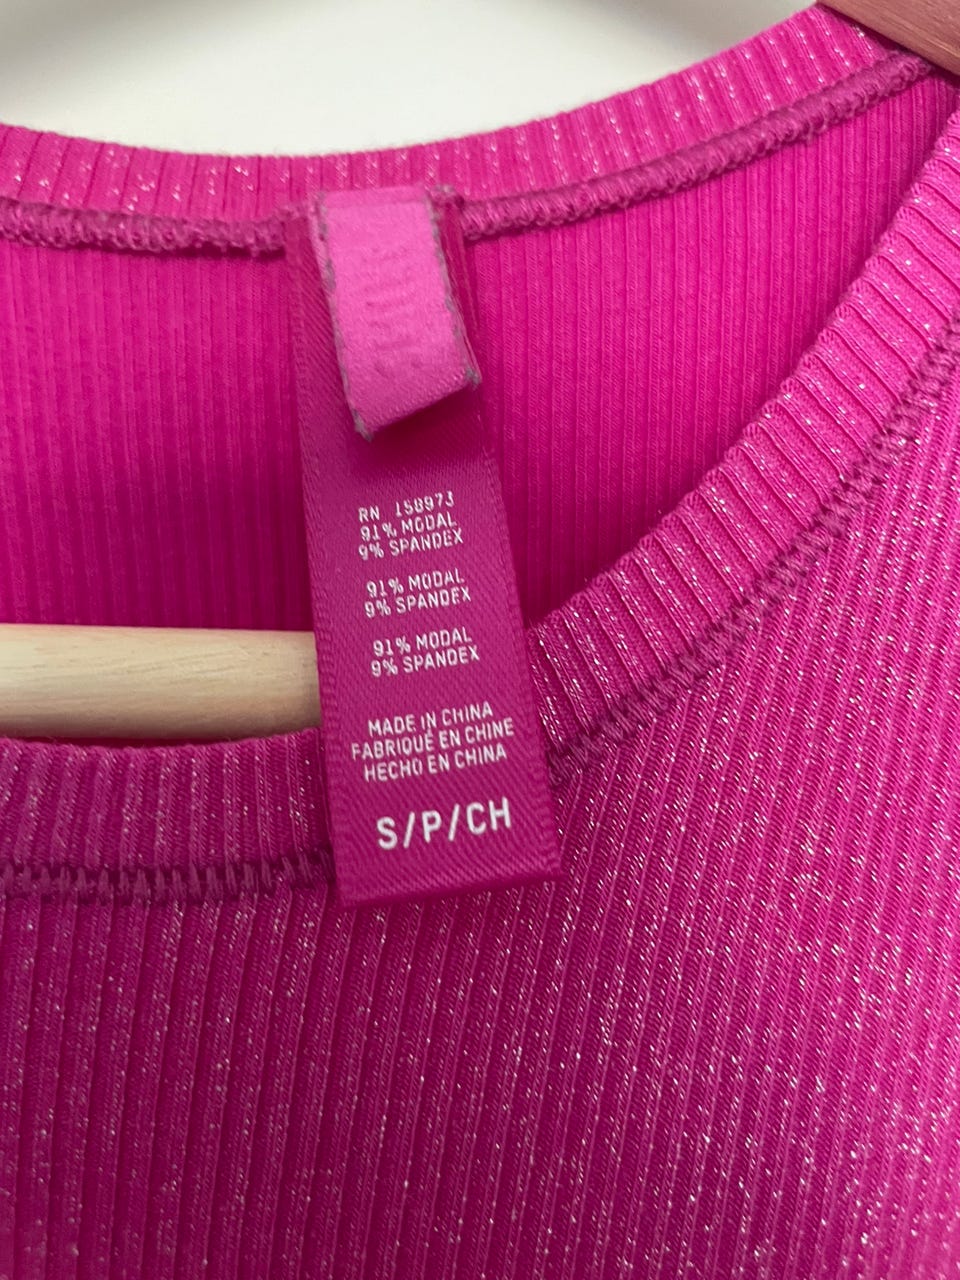 RN 158973
91% MODAL
9% SPANDEX
91% MODAL
9% SPANDEX
91% MODAL
9% SPANDEX
MADE IN CHINA
FABRIQUÉ EN CHINE
HECHO EN CHINA
S/P/CH